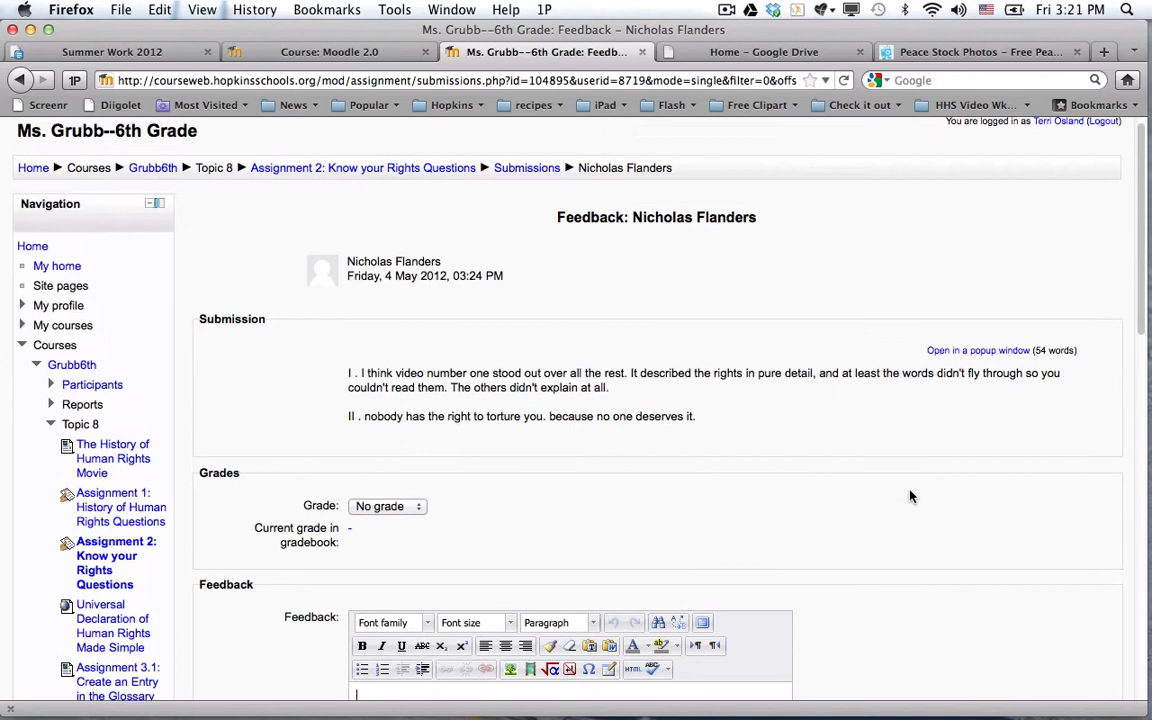 Firefox File Edit View History Bookmarks Tools Window Help 1P Fri 3:21 PM
Ms. Grubb--6th Grade: Feedback - Nicholas Flanders
Summer Work 2012 Course: Moodle 2.0 Ms. Grubb--6th Grade: Feedb... Home - Google Drive Peace Stock Photos - Free Pea...
1P http://courseweb.hopkinsschools.org/mod/assignment/submissions.php?id=104895&userid=8719&mode=single&filter=0&offs Google
Screenr Diigolet Most Visited News Popular Hopkins recipes iPad Flash Free Clipart Check it out HHS Video Wk... Bookmarks
You are logged in as Terri Osland (Logout)
Ms. Grubb--6th Grade
Home Courses Grubb6th Topic 8 Assignment 2: Know your Rights Questions Submissions Nicholas Flanders
Navigation
Home
My home
Site pages
My profile
My courses
Courses
Grubb6th
Participants
Reports
Topic 8
The History of
Human Rights
Movie
Assignment 1:
History of Human
Rights Questions
Assignment 2:
Know your
Rights
Questions
Universal
Declaration of
Human Rights
Made Simple
Assignment 3.1:
Create an Entry
in the Glossary
Feedback: Nicholas Flanders
Nicholas Flanders
Friday, 4 May 2012, 03:24 PM
Submission
Open in a popup window (54 words)
I . I think video number one stood out over all the rest. It described the rights in pure detail, and at least the words didn't fly through so you
couldn't read them. The others didn't explain at all.
II . nobody has the right to torture you. because no one deserves it.
Grades
Grade: No grade
Current grade in -
gradebook:
Feedback
Feedback: Font family Font size Paragraph
B I U ABC x₂ x² A ab
Ω HTML ABC